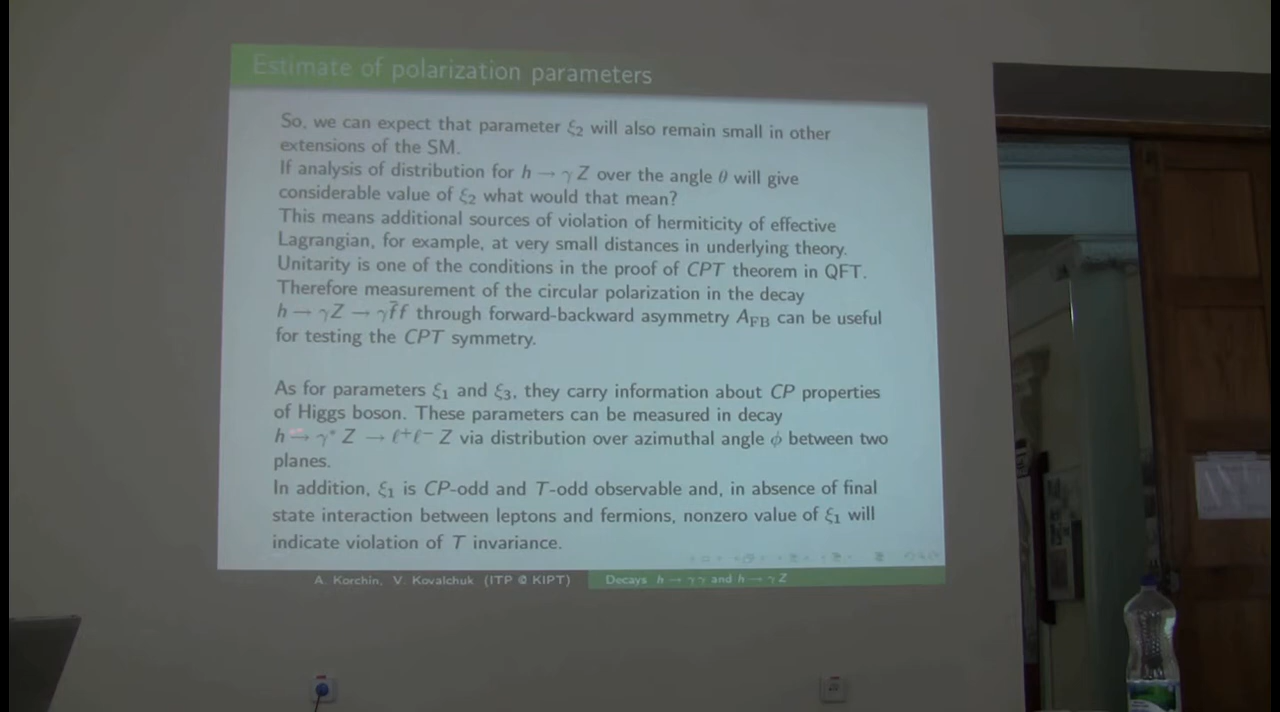 Estimate of polarization parameters
So, we can expect that parameter ξ₂ will also remain small in other
extensions of the SM.
If analysis of distribution for h → γ Z over the angle θ will give
considerable value of ξ₂ what would that mean?
This means additional sources of violation of hermiticity of effective
Lagrangian, for example, at very small distances in underlying theory.
Unitarity is one of the conditions in the proof of CPT theorem in QFT.
Therefore measurement of the circular polarization in the decay
h → γZ → γf̄f through forward-backward asymmetry A_FB can be useful
for testing the CPT symmetry.
As for parameters ξ₁ and ξ₃, they carry information about CP properties
of Higgs boson. These parameters can be measured in decay
h → γ* Z → ℓ⁺ℓ⁻ Z via distribution over azimuthal angle ϕ between two
planes.
In addition, ξ₁ is CP-odd and T-odd observable and, in absence of final
state interaction between leptons and fermions, nonzero value of ξ₁ will
indicate violation of T invariance.
A. Korchin, V. Kovalchuk (ITP @ KIPT) Decays h → γγ and h → γZ